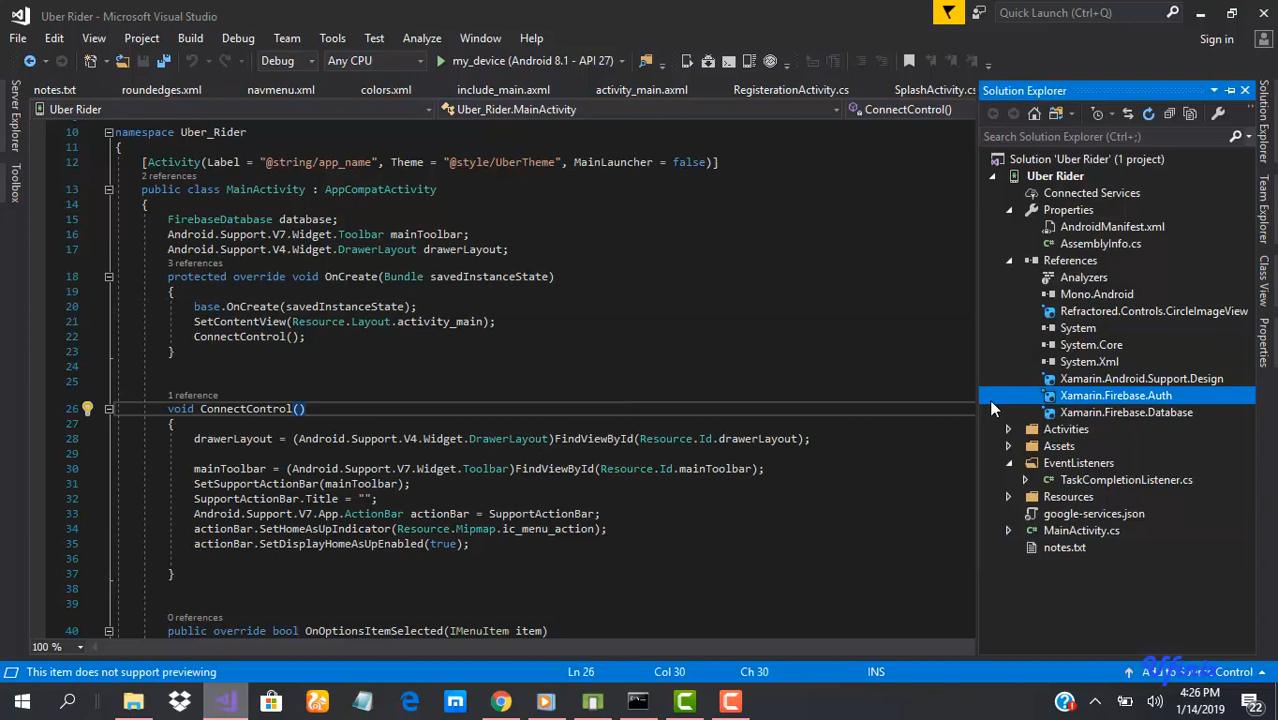 Uber Rider - Microsoft Visual Studio
Quick Launch (Ctrl+Q)
File Edit View Project Build Debug Team Tools Test Analyze Window Help
Sign in
Debug Any CPU my_device (Android 8.1 - API 27)
notes.txt roundedges.xml navmenu.xml colors.xml include_main.axml activity_main.axml RegisterationActivity.cs SplashActivity.cs
Uber Rider Uber_Rider.MainActivity ConnectControl()
Server Explorer
Toolbox
10 namespace Uber_Rider
11 {
12 [Activity(Label = "@string/app_name", Theme = "@style/UberTheme", MainLauncher = false)]
2 references
13 public class MainActivity : AppCompatActivity
14 {
15 FirebaseDatabase database;
16 Android.Support.V7.Widget.Toolbar mainToolbar;
17 Android.Support.V4.Widget.DrawerLayout drawerLayout;
3 references
18 protected override void OnCreate(Bundle savedInstanceState)
19 {
20 base.OnCreate(savedInstanceState);
21 SetContentView(Resource.Layout.activity_main);
22 ConnectControl();
23 }
24
25
1 reference
26 void ConnectControl()
27 {
28 drawerLayout = (Android.Support.V4.Widget.DrawerLayout)FindViewById(Resource.Id.drawerLayout);
29
30 mainToolbar = (Android.Support.V7.Widget.Toolbar)FindViewById(Resource.Id.mainToolbar);
31 SetSupportActionBar(mainToolbar);
32 SupportActionBar.Title = "";
33 Android.Support.V7.App.ActionBar actionBar = SupportActionBar;
34 actionBar.SetHomeAsUpIndicator(Resource.Mipmap.ic_menu_action);
35 actionBar.SetDisplayHomeAsUpEnabled(true);
36
37 }
38
39
0 references
40 public override bool OnOptionsItemSelected(IMenuItem item)
100 %
Solution Explorer
Search Solution Explorer (Ctrl+;)
Solution 'Uber Rider' (1 project)
Uber Rider
Connected Services
Properties
AndroidManifest.xml
AssemblyInfo.cs
References
Analyzers
Mono.Android
Refractored.Controls.CircleImageView
System
System.Core
System.Xml
Xamarin.Android.Support.Design
Xamarin.Firebase.Auth
Xamarin.Firebase.Database
Activities
Assets
EventListeners
TaskCompletionListener.cs
Resources
google-services.json
MainActivity.cs
notes.txt
Solution Explorer
Team Explorer
Class View
Properties
This item does not support previewing Ln 26 Col 30 Ch 30 INS Control
4:26 PM
1/14/2019
22